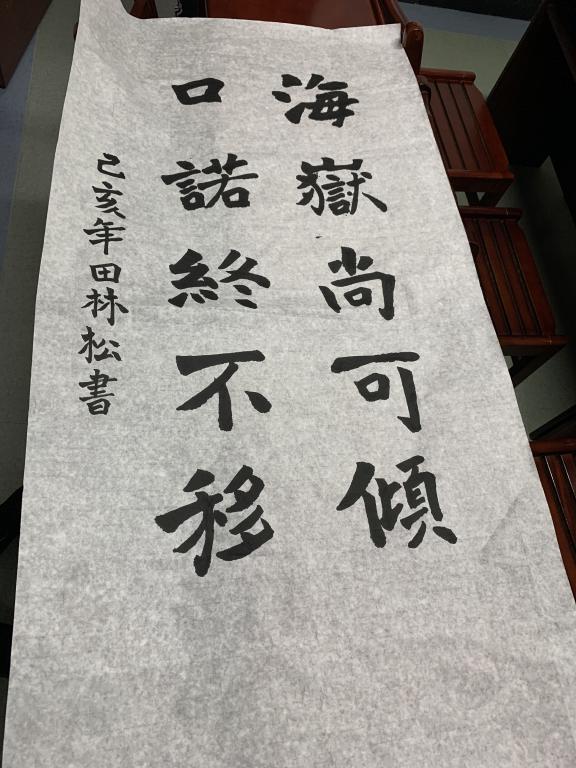 海嶽尚可傾
口諾終不移
己亥年田林松書